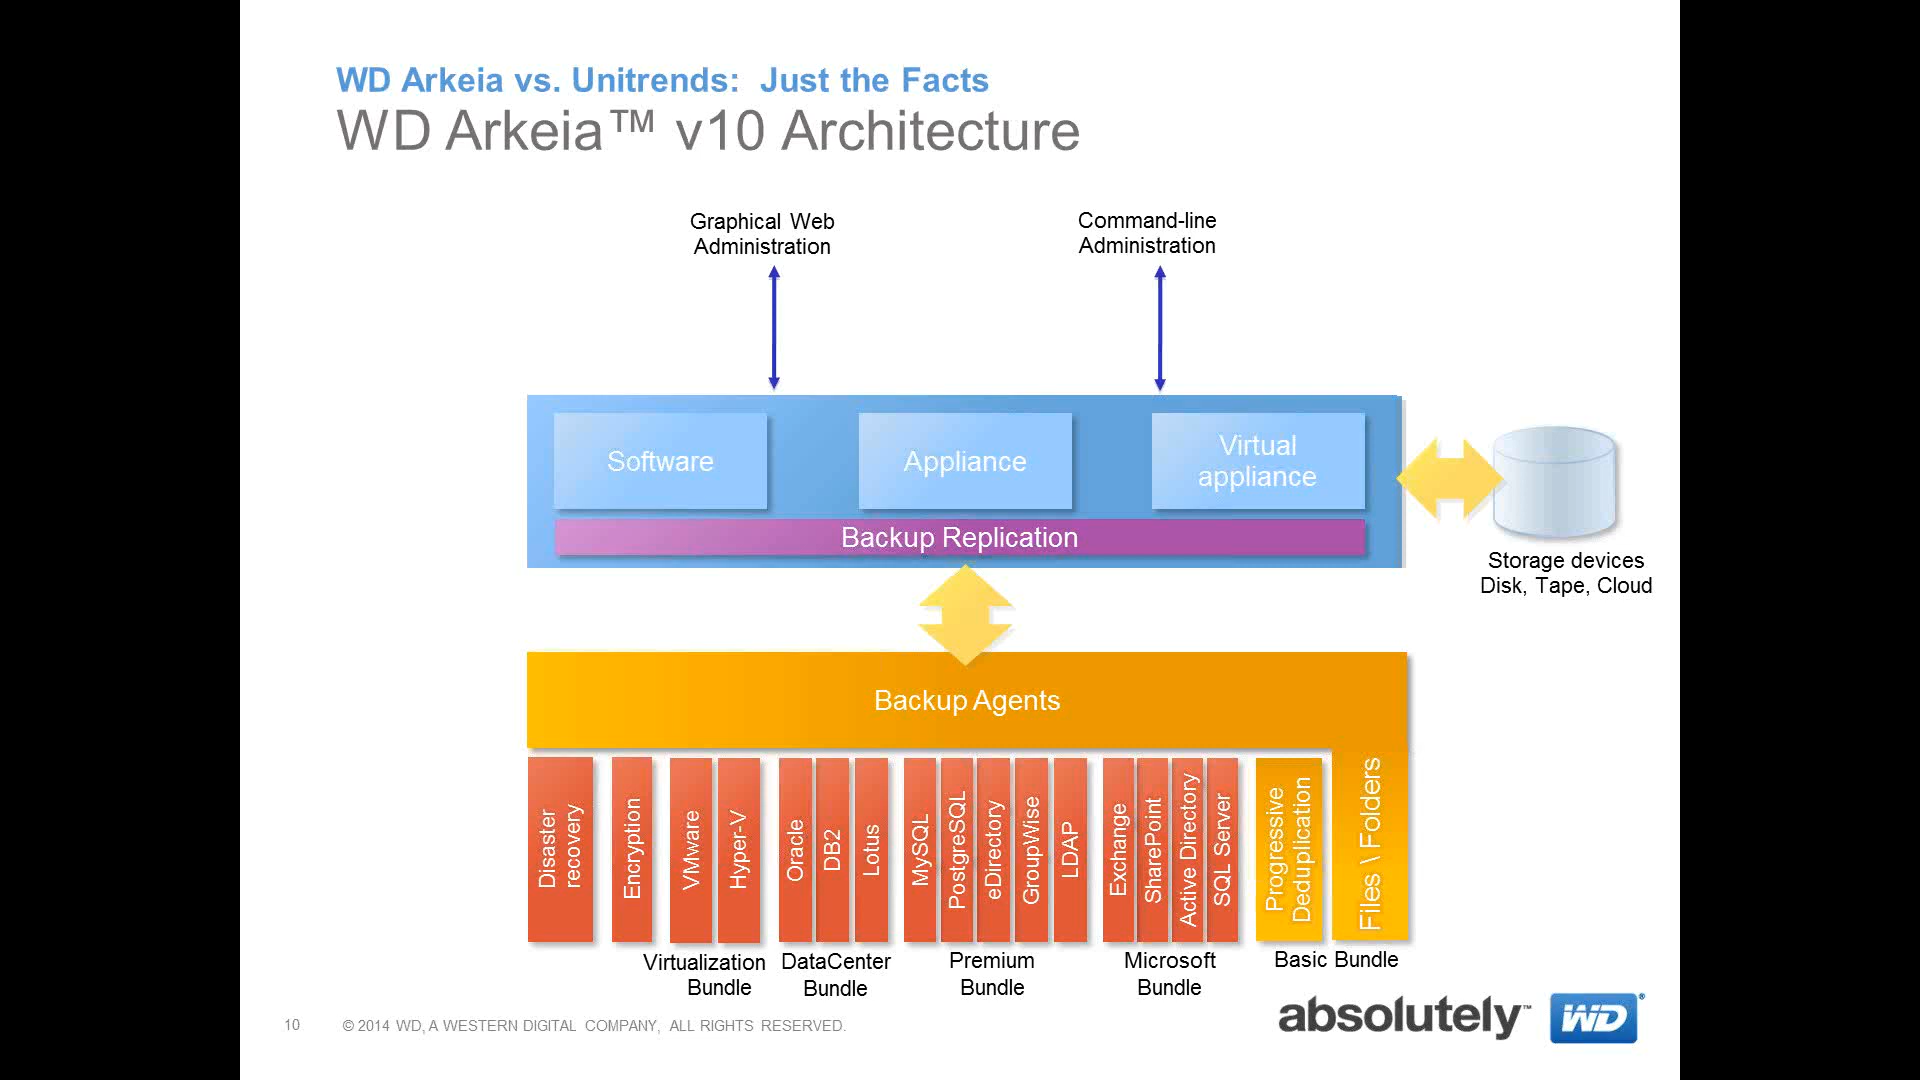 WD Arkeia vs. Unitrends: Just the Facts
WD Arkeia™ v10 Architecture
Graphical Web
Administration
Command-line
Administration
Software
Appliance
Virtual
appliance
Backup Replication
Storage devices
Disk, Tape, Cloud
Backup Agents
Disaster
recovery
Encryption
VMware
Hyper-V
Oracle
DB2
Lotus
MySQL
PostgreSQL
eDirectory
GroupWise
LDAP
Exchange
SharePoint
Active Directory
SQL Server
Progressive
Deduplication
Files \ Folders
Virtualization
Bundle
DataCenter
Bundle
Premium
Bundle
Microsoft
Bundle
Basic Bundle
10
© 2014 WD, A WESTERN DIGITAL COMPANY, ALL RIGHTS RESERVED.
absolutely™
WD®